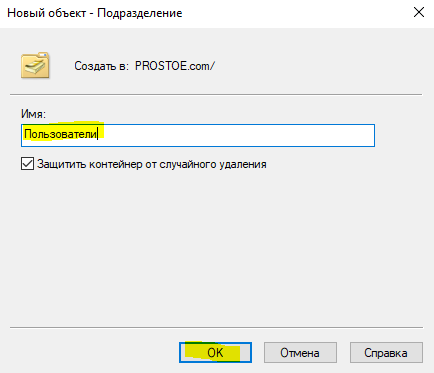 Новый объект - Подразделение
Создать в: PROSTOE.com/
Имя:
Пользователи
Защитить контейнер от случайного удаления
OK
Отмена
Справка